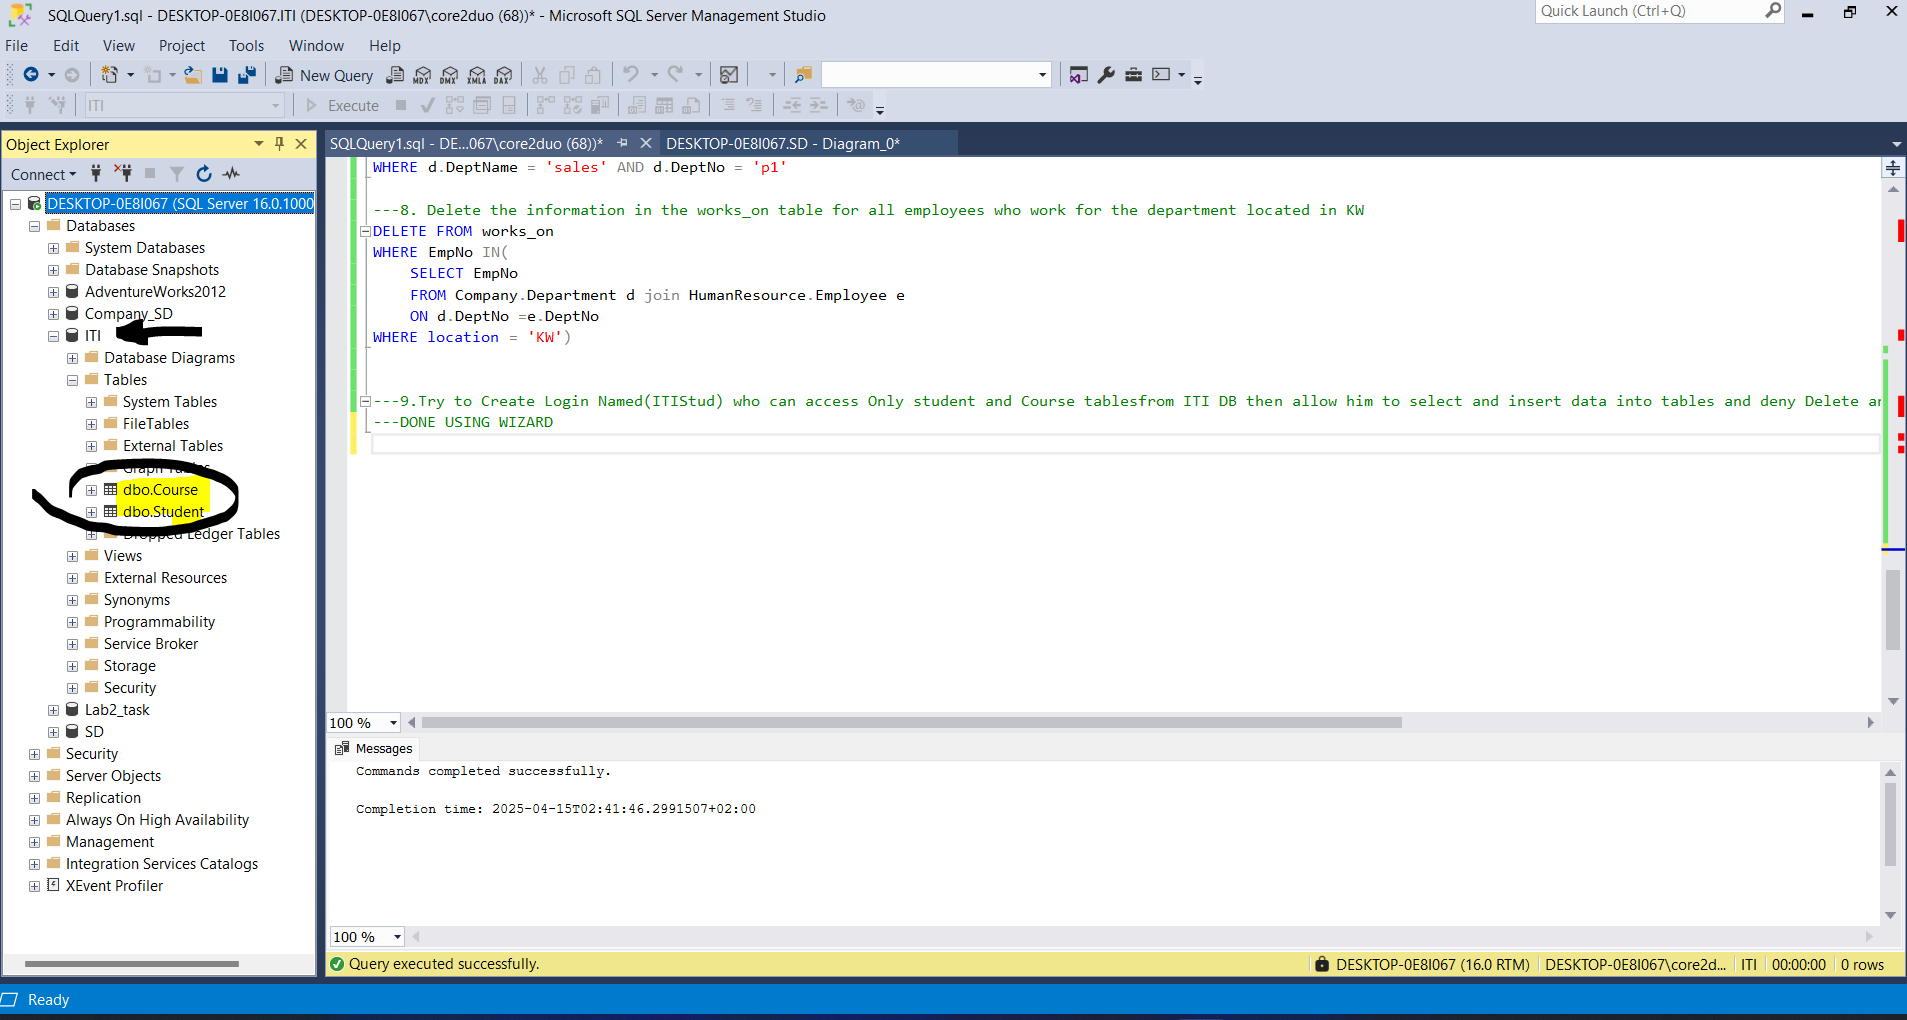 SQLQuery1.sql - DESKTOP-0E8I067.ITI (DESKTOP-0E8I067\core2duo (68))* - Microsoft SQL Server Management Studio
Quick Launch (Ctrl+Q)
File Edit View Project Tools Window Help
New Query MDX DMX XMLA DAX
ITI Execute
Object Explorer
Connect
DESKTOP-0E8I067 (SQL Server 16.0.1000
Databases
System Databases
Database Snapshots
AdventureWorks2012
Company_SD
ITI
Database Diagrams
Tables
System Tables
FileTables
External Tables
Graph Tables
dbo.Course
dbo.Student
Dropped Ledger Tables
Views
External Resources
Synonyms
Programmability
Service Broker
Storage
Security
Lab2_task
SD
Security
Server Objects
Replication
Always On High Availability
Management
Integration Services Catalogs
XEvent Profiler
SQLQuery1.sql - DE...067\core2duo (68))* DESKTOP-0E8I067.SD - Diagram_0*
WHERE d.DeptName = 'sales' AND d.DeptNo = 'p1'
---8. Delete the information in the works_on table for all employees who work for the department located in KW
DELETE FROM works_on
WHERE EmpNo IN(
SELECT EmpNo
FROM Company.Department d join HumanResource.Employee e
ON d.DeptNo =e.DeptNo
WHERE location = 'KW')
---9.Try to Create Login Named(ITIStud) who can access Only student and Course tablesfrom ITI DB then allow him to select and insert data into tables and deny Delete an
---DONE USING WIZARD
100 %
Messages
Commands completed successfully.
Completion time: 2025-04-15T02:41:46.2991507+02:00
100 %
Query executed successfully. DESKTOP-0E8I067 (16.0 RTM) DESKTOP-0E8I067\core2d... ITI 00:00:00 0 rows
Ready